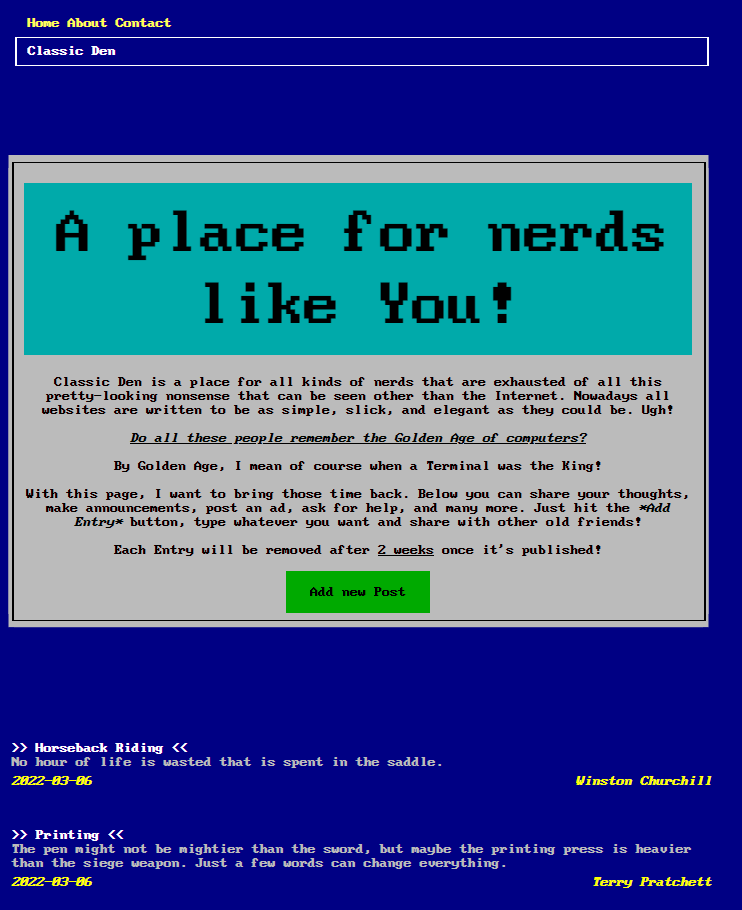 Home About Contact
Classic Den
A place for nerds
like You!
Classic Den is a place for all kinds of nerds that are exhausted of all this
pretty-looking nonsense that can be seen other than the Internet. Nowadays all
websites are written to be as simple, slick, and elegant as they could be. Ugh!
Do all these people remember the Golden Age of computers?
By Golden Age, I mean of course when a Terminal was the King!
With this page, I want to bring those time back. Below you can share your thoughts,
make announcements, post an ad, ask for help, and many more. Just hit the *Add
Entry* button, type whatever you want and share with other old friends!
Each Entry will be removed after 2 weeks once it's published!
Add new Post
>> Horseback Riding <<
No hour of life is wasted that is spent in the saddle.
2022-03-06 Winston Churchill
>> Printing <<
The pen might not be mightier than the sword, but maybe the printing press is heavier
than the siege weapon. Just a few words can change everything.
2022-03-06 Terry Pratchett